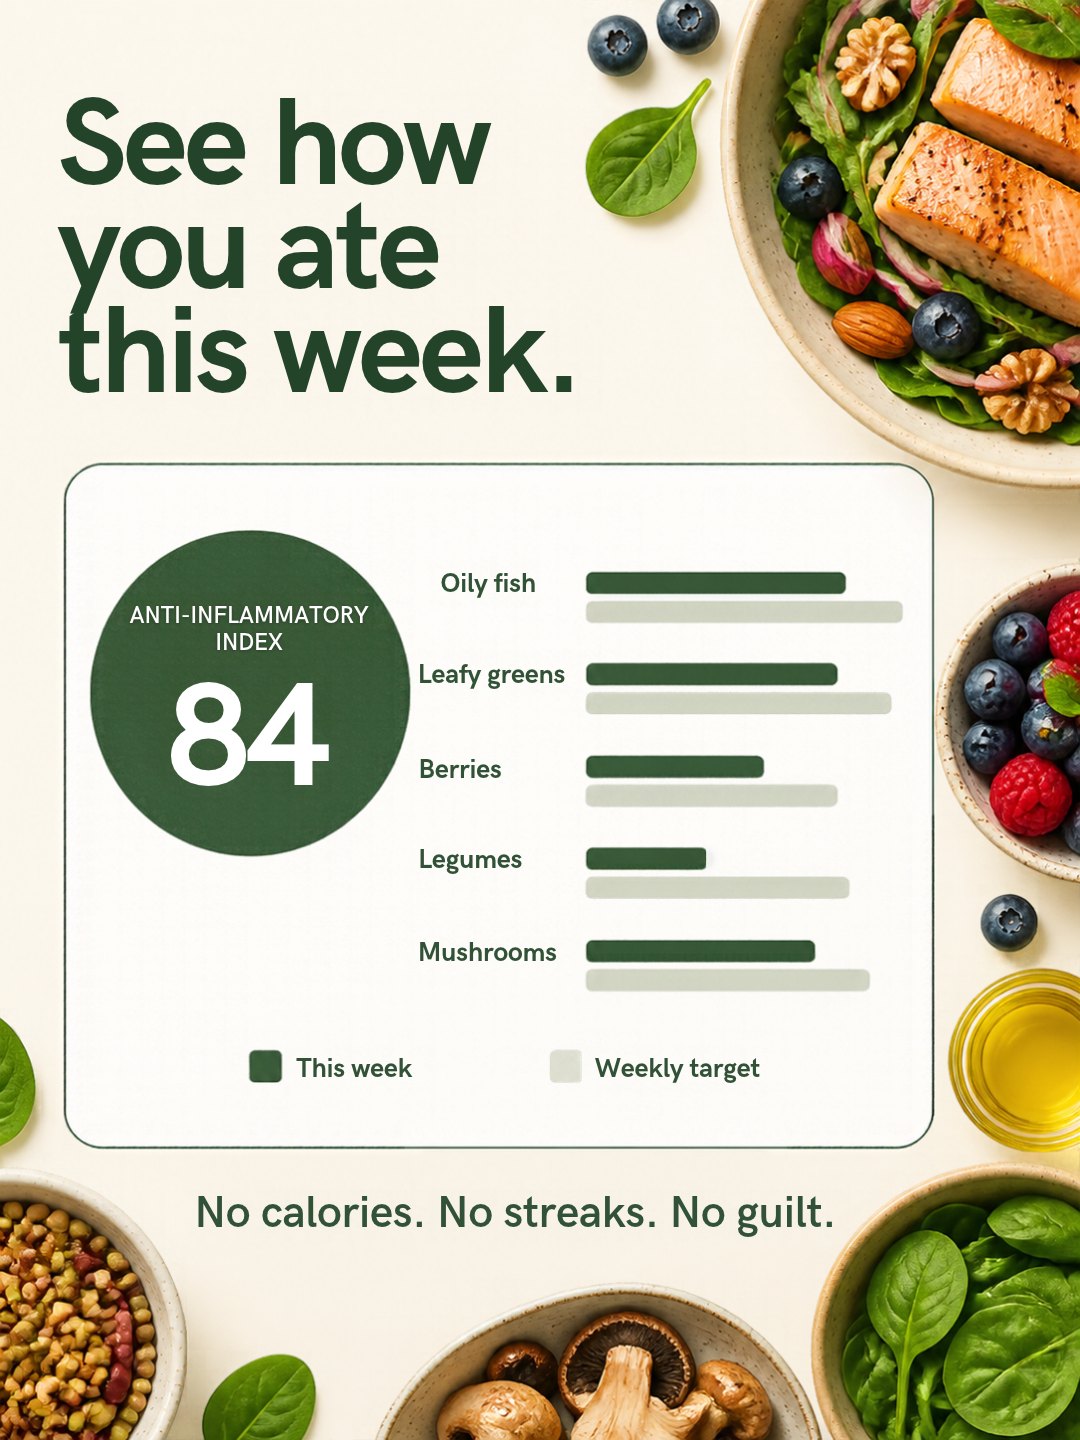 See how
you ate
this week.
ANTI-INFLAMMATORY
INDEX
84
Oily fish
Leafy greens
Berries
Legumes
Mushrooms
This week
Weekly target
No calories. No streaks. No guilt.